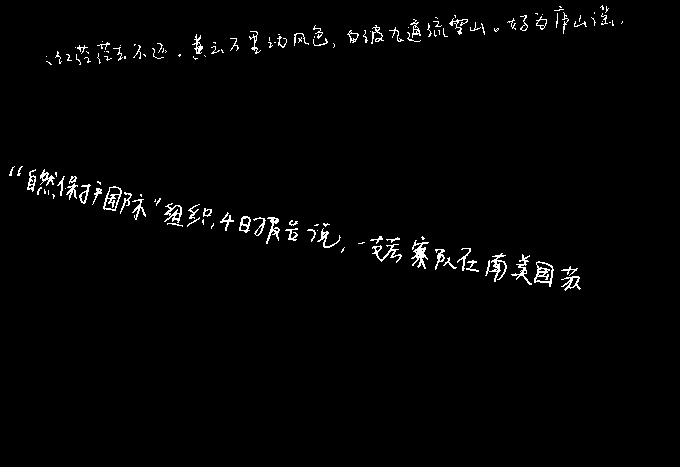 江茫茫去不还。黄云万里动风色，白波九道流雪山。好为庐山谣，
“自然保护国际”组织4日报告说，一支考察队在南美国苏